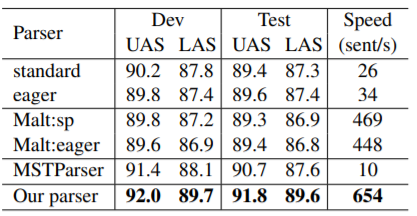 Parser Dev Test Speed
UAS LAS UAS LAS (sent/s)
standard 90.2 87.8 89.4 87.3 26
eager 89.8 87.4 89.6 87.4 34
Malt:sp 89.8 87.2 89.3 86.9 469
Malt:eager 89.6 86.9 89.4 86.8 448
MSTParser 91.4 88.1 90.7 87.6 10
Our parser 92.0 89.7 91.8 89.6 654